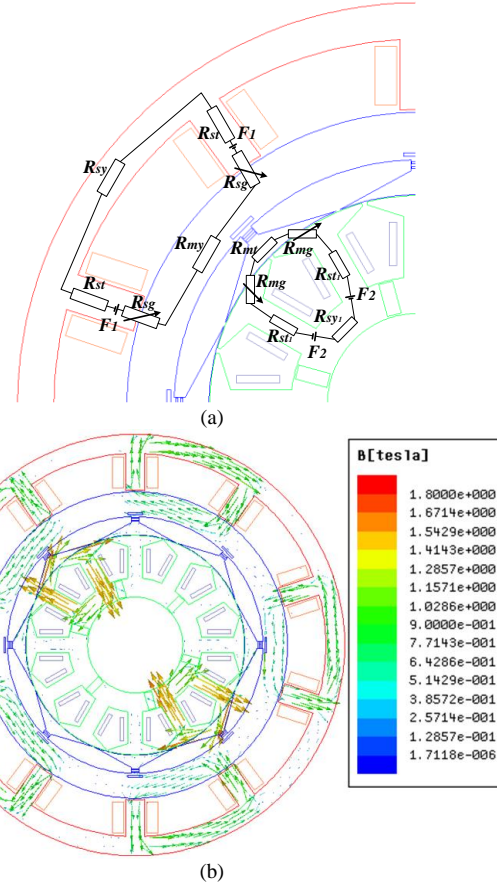 Rst
F1
Rsy
Rsg
Rmy
Rmt
Rmg
Rmg
Rst1
Rst
Rsg
F1
F2
Rst1
Rsy1
F2
(a)
B[tesla]
1.8000e+000
1.6714e+000
1.5429e+000
1.4143e+000
1.2857e+000
1.1571e+000
1.0286e+000
9.0000e-001
7.7143e-001
6.4286e-001
5.1429e-001
3.8572e-001
2.5714e-001
1.2857e-001
1.7118e-006
(b)